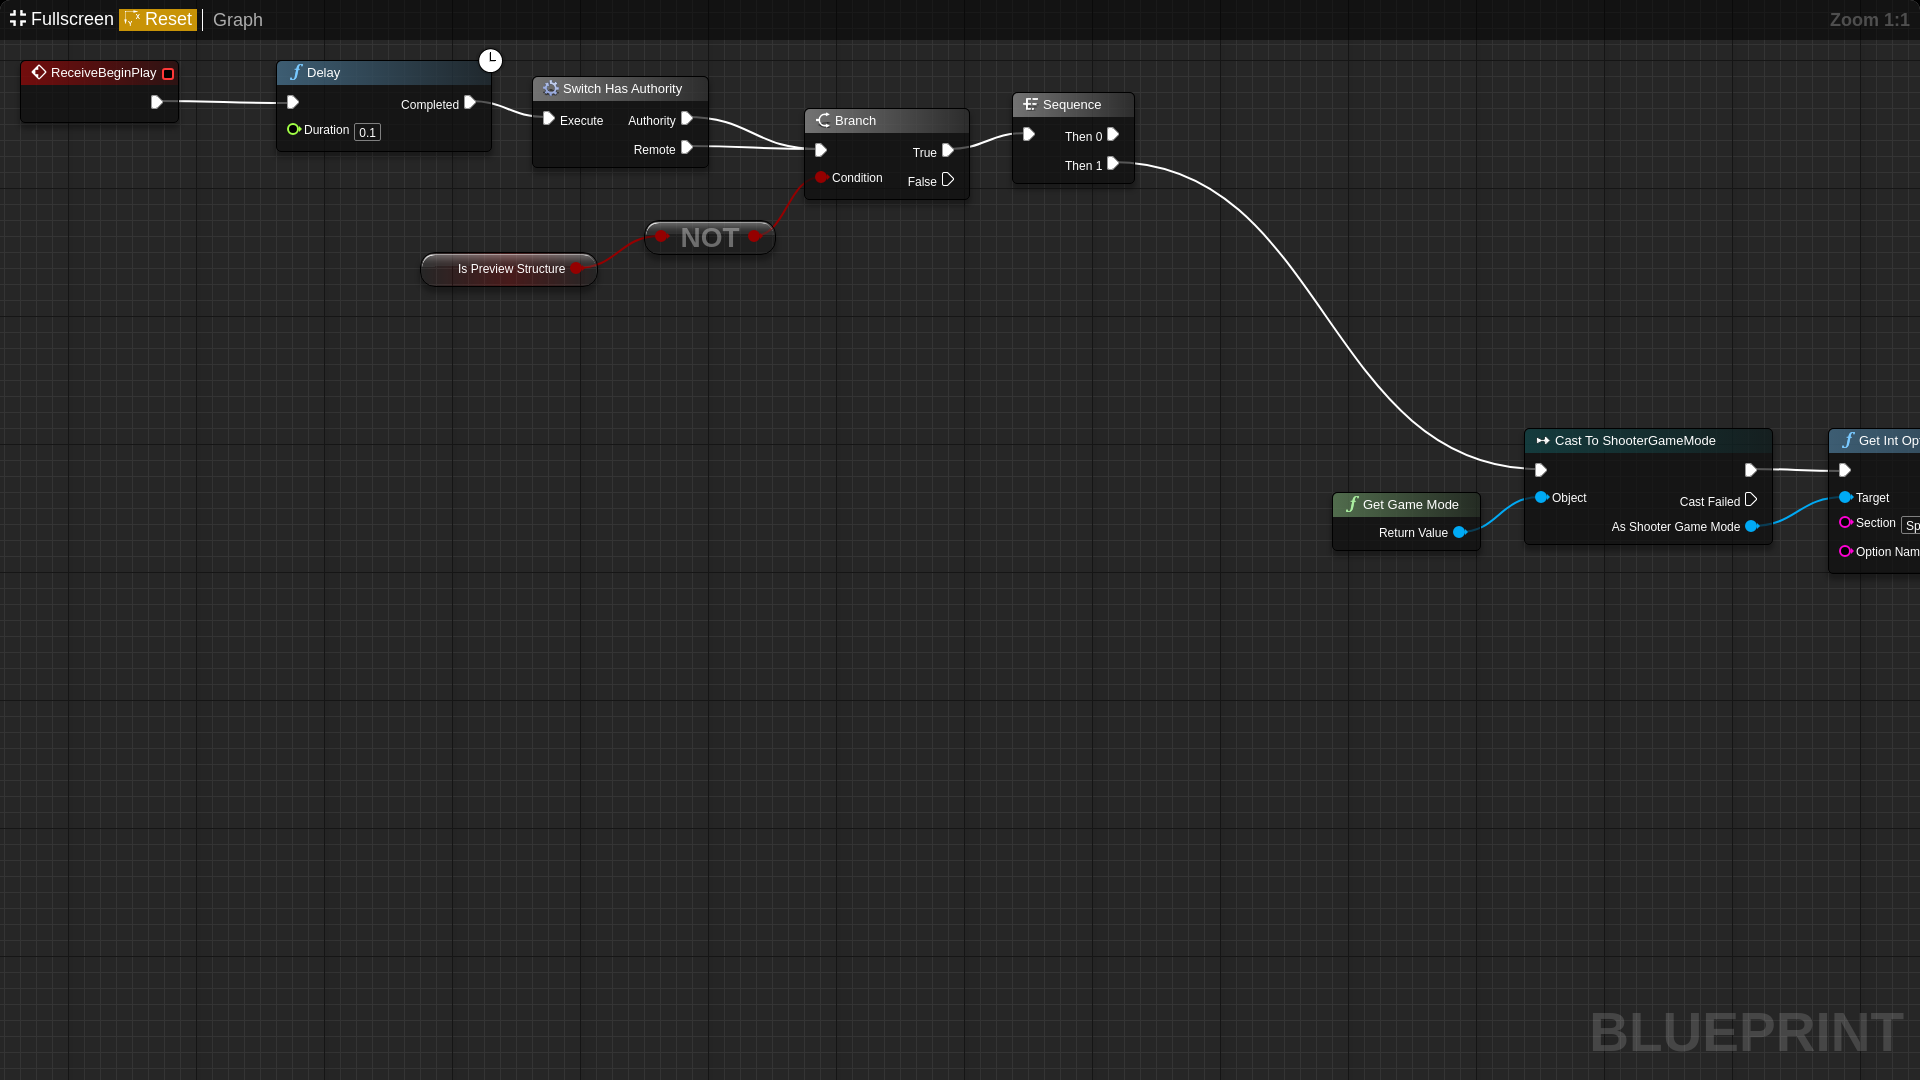 Fullscreen Reset Graph Zoom 1:1
ReceiveBeginPlay
Delay
Completed
Duration 0.1
Switch Has Authority
Execute Authority
Remote
Branch
True
Condition
False
Sequence
Then 0
Then 1
NOT
Is Preview Structure
Get Game Mode
Return Value
Cast To ShooterGameMode
Object
Cast Failed
As Shooter Game Mode
Get Int Opt
Target
Section Sp
Option Nam
BLUEPRINT